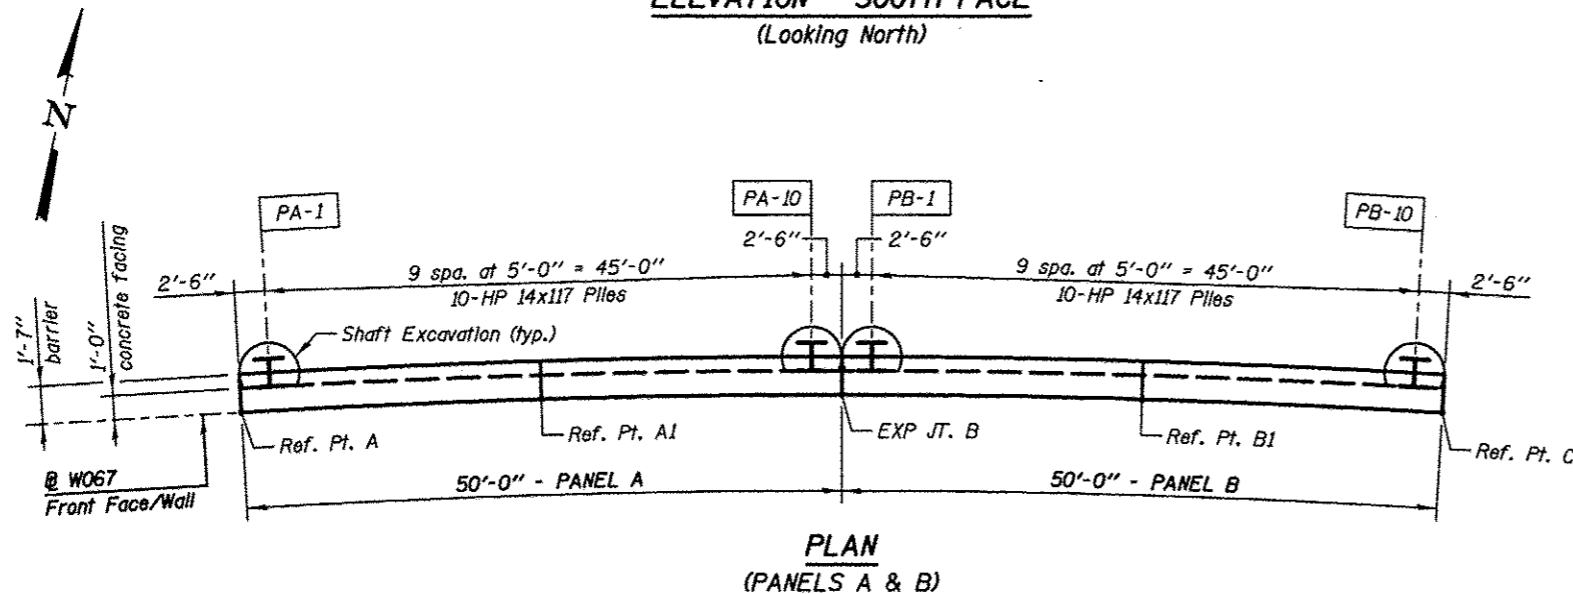 ELEVATION - SOUTH FACE
(Looking North)
N
PA-1
PA-10
PB-1
PB-10
2'-6"
2'-6"
2'-6"
9 spa. at 5'-0" = 45'-0"
10-HP 14x117 Piles
9 spa. at 5'-0" = 45'-0"
10-HP 14x117 Piles
2'-6"
1'-7"
barrier
1'-0"
concrete facing
Shaft Excavation (typ.)
Ref. Pt. A
Ref. Pt. A1
EXP JT. B
Ref. Pt. B1
Ref. Pt. C
W067
Front Face/Wall
50'-0" - PANEL A
50'-0" - PANEL B
PLAN
(PANELS A & B)